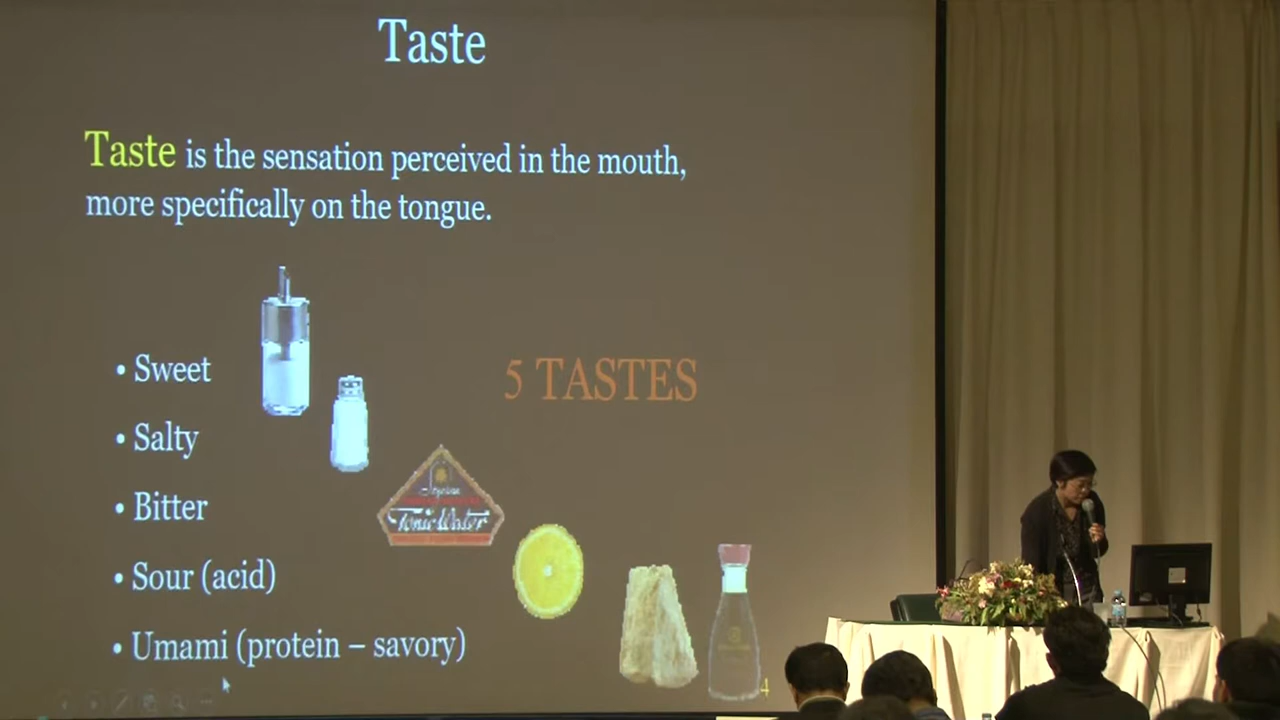 Taste
Taste is the sensation perceived in the mouth,
more specifically on the tongue.
• Sweet
5 TASTES
• Salty
• Bitter
Tonic Water
• Sour (acid)
• Umami (protein – savory)
4